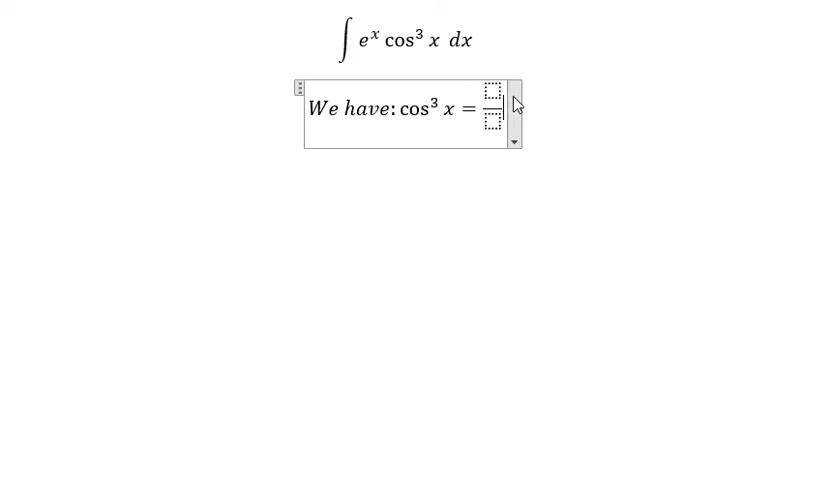 ∫ eˣ cos³ x dx
We have: cos³ x =